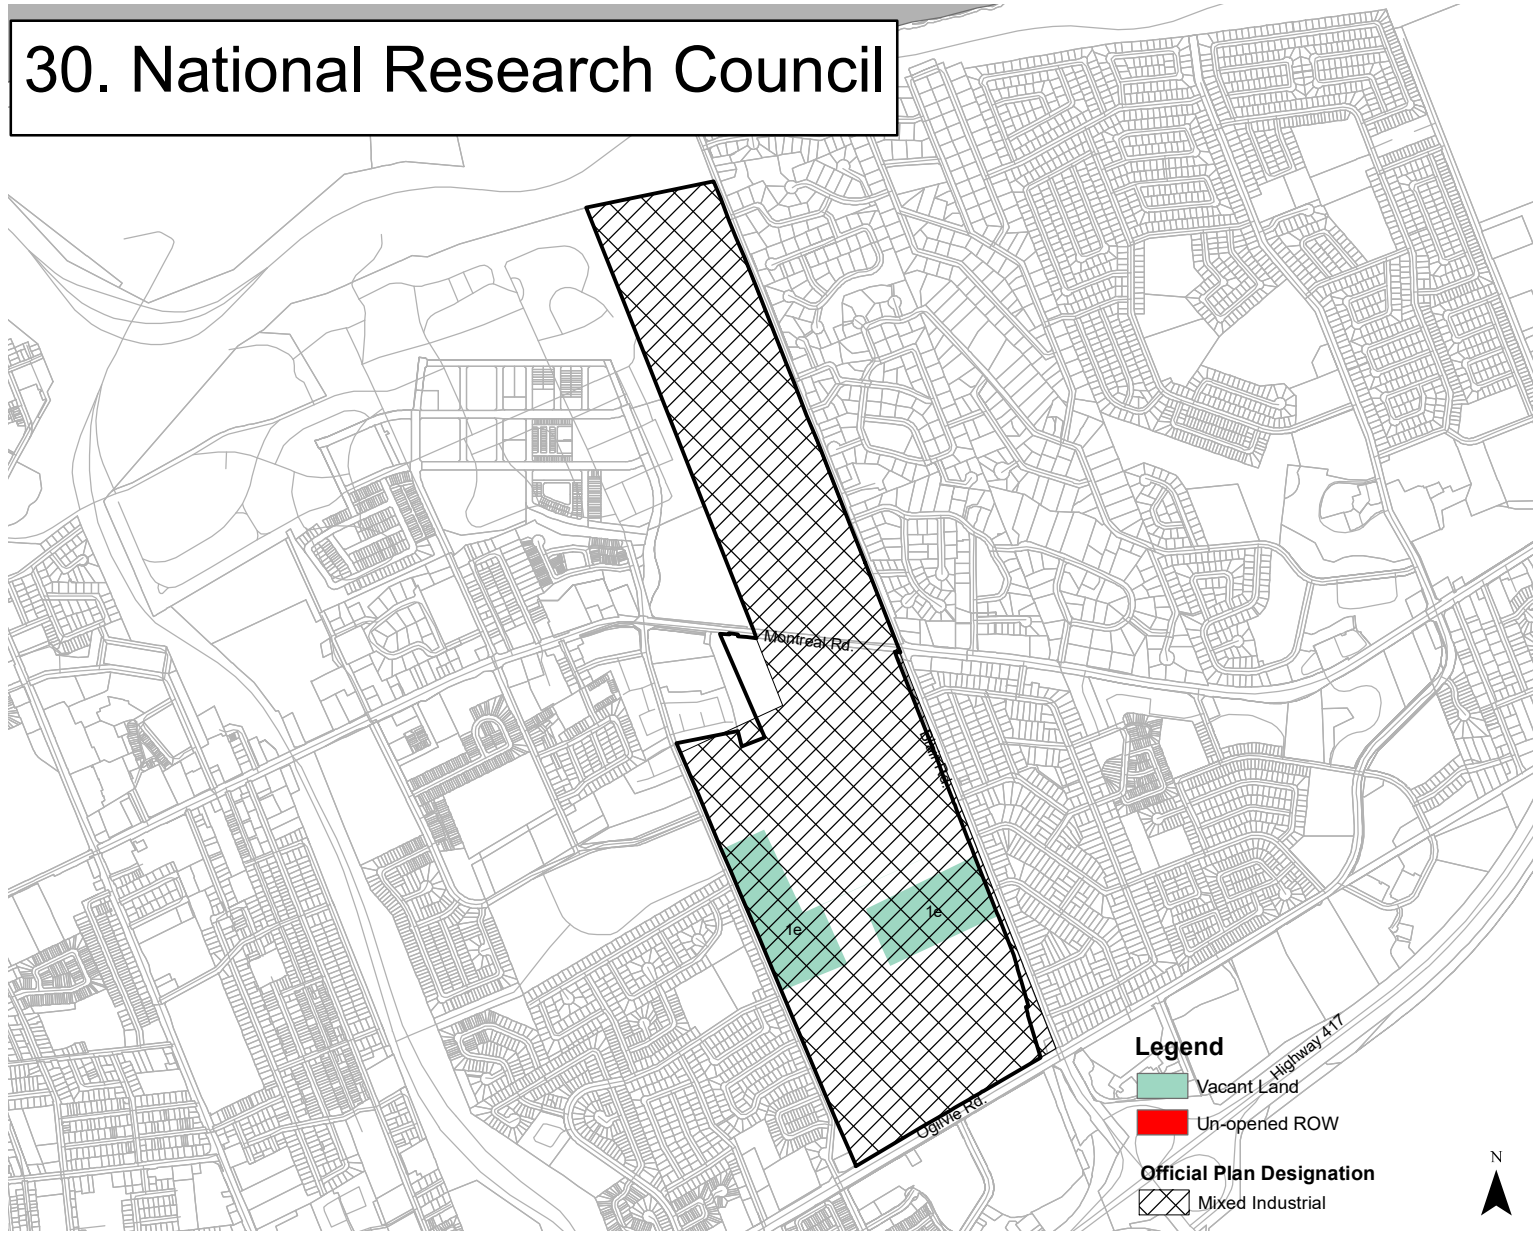 30. National Research Council
Montreal Rd.
Blair Rd.
1e
1e
Ogilvie Rd.
Highway 417
Legend
Vacant Land
Un-opened ROW
Official Plan Designation
Mixed Industrial
N